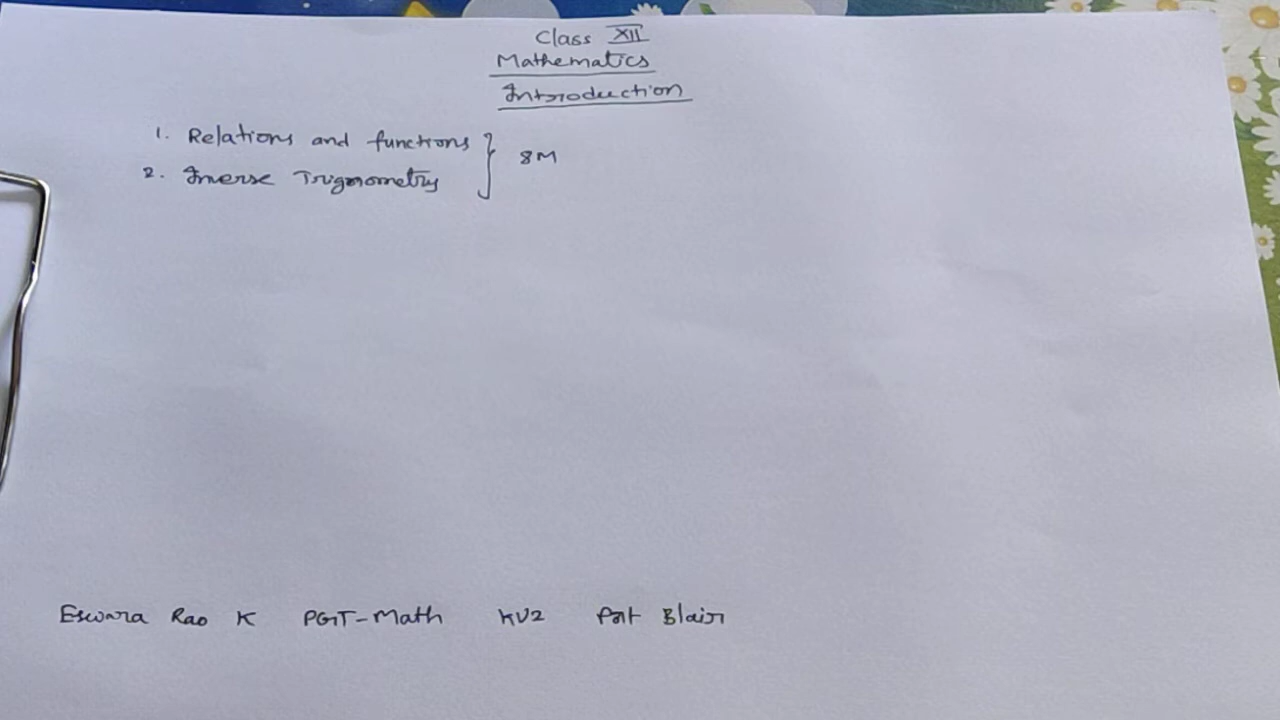 Class XII
Mathematics
Introduction
1. Relations and functions
2. Inverse Trigonometry
8M
Eswara Rao K PGT-Math KV2 Port Blair